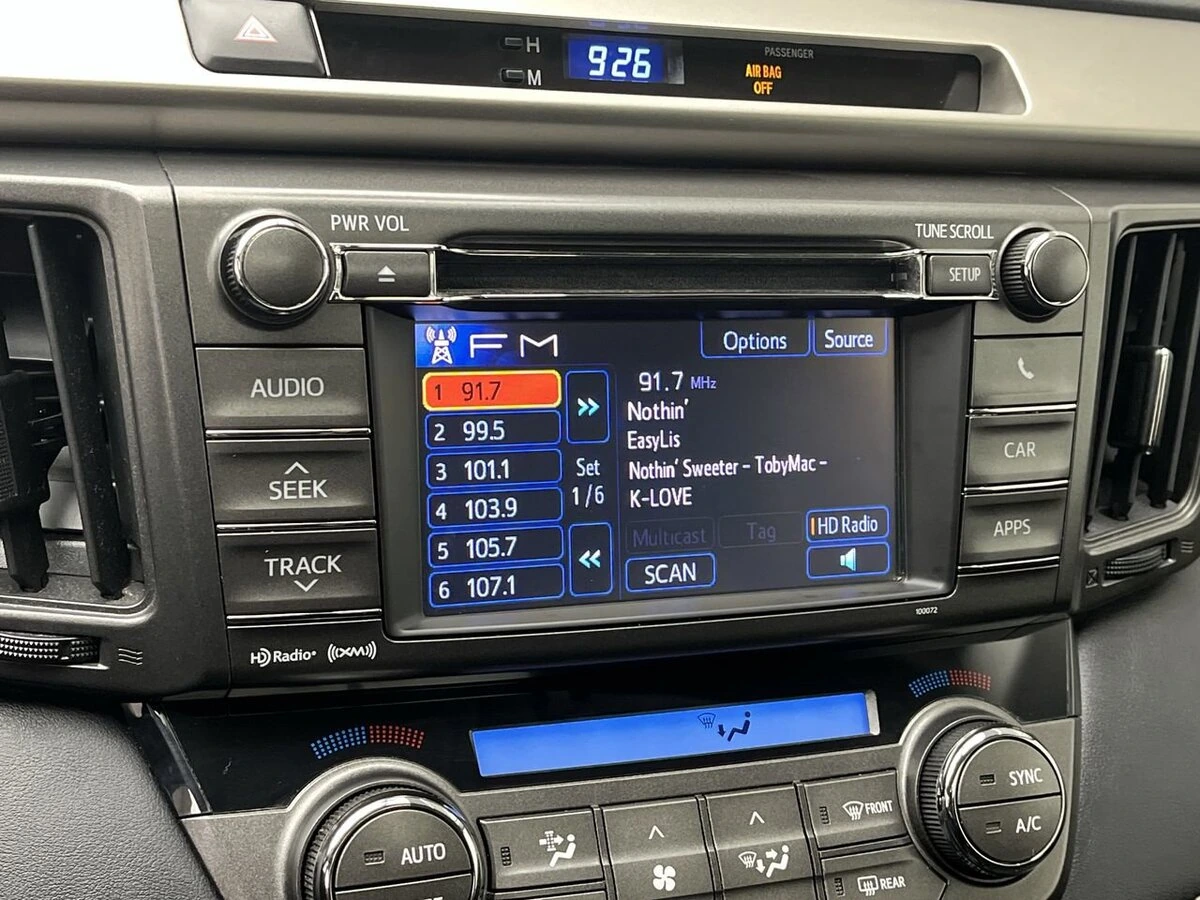 H
M
9:26
PASSENGER
AIR BAG
OFF
PWR VOL
TUNE SCROLL
SETUP
FM
Options
Source
AUDIO
SEEK
TRACK
1 91.7
2 99.5
3 101.1
4 103.9
5 105.7
6 107.1
Set
1/6
91.7 MHz
Nothin'
EasyLis
Nothin' Sweeter - TobyMac -
K-LOVE
Multicast
Tag
HD Radio
SCAN
CAR
APPS
100072
HD Radio
((XM))
AUTO
FRONT
REAR
SYNC
A/C